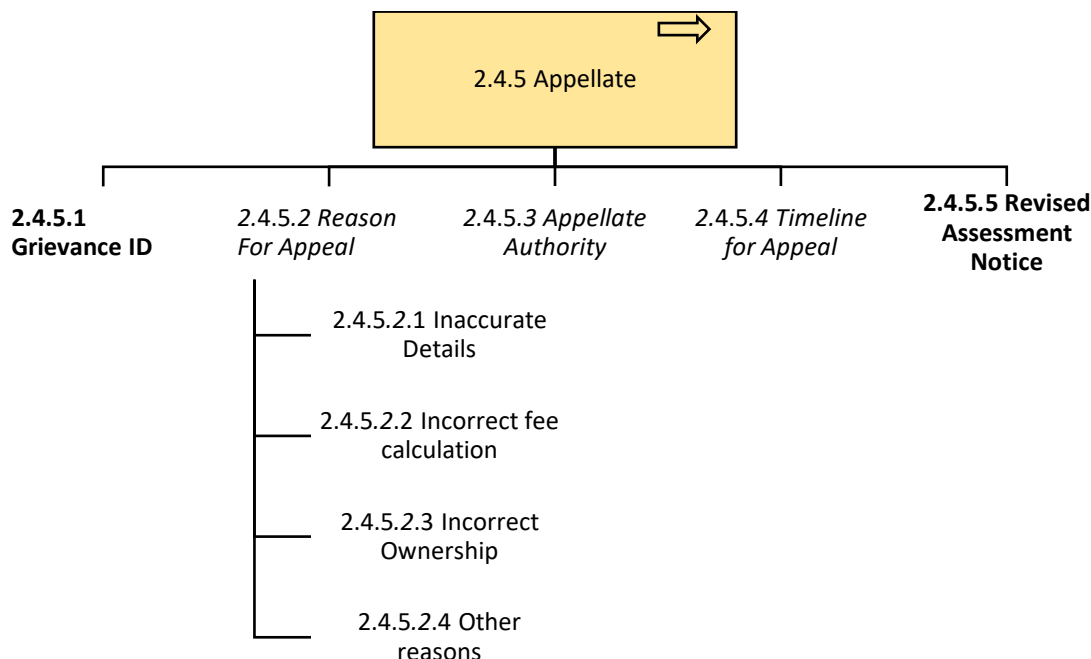 2.4.5 Appellate
2.4.5.1
Grievance ID
2.4.5.2 Reason
For Appeal
2.4.5.3 Appellate
Authority
2.4.5.4 Timeline
for Appeal
2.4.5.5 Revised
Assessment
Notice
2.4.5.2.1 Inaccurate
Details
2.4.5.2.2 Incorrect fee
calculation
2.4.5.2.3 Incorrect
Ownership
2.4.5.2.4 Other
reasons